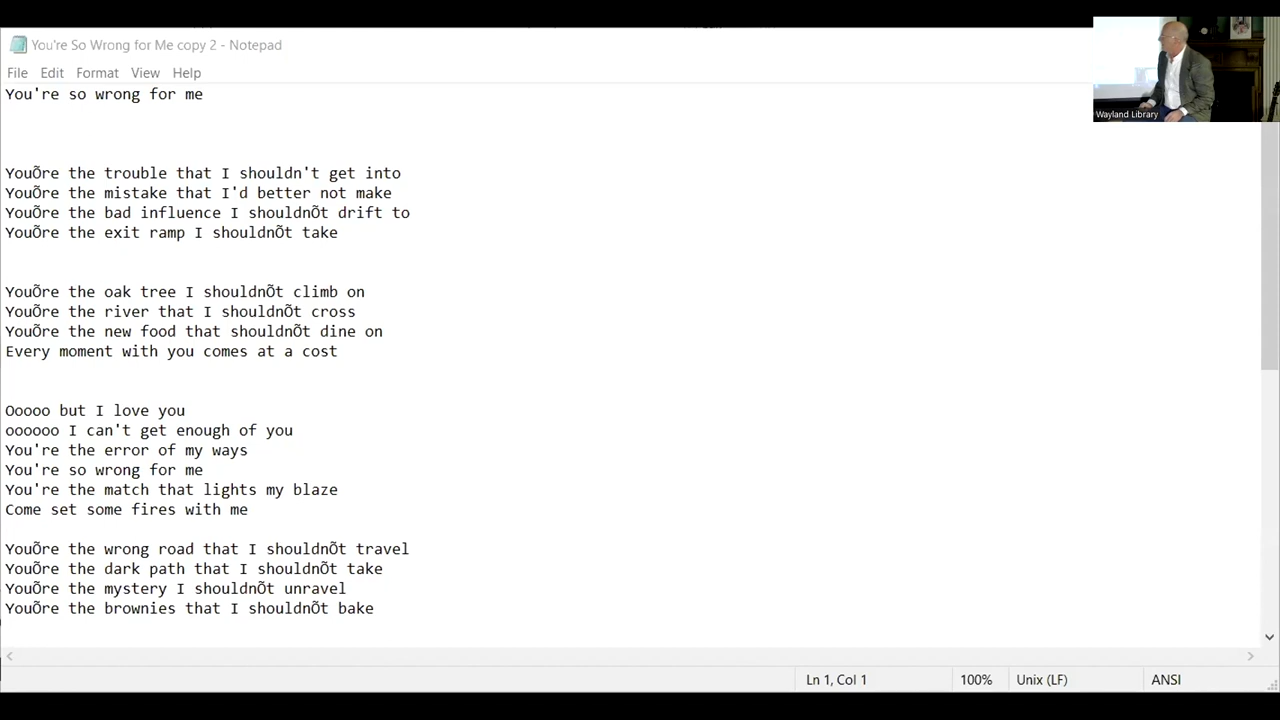 You're So Wrong for Me copy 2 - Notepad
File Edit Format View Help
You're so wrong for me
YouÕre the trouble that I shouldn't get into
YouÕre the mistake that I'd better not make
YouÕre the bad influence I shouldnÕt drift to
YouÕre the exit ramp I shouldnÕt take
YouÕre the oak tree I shouldnÕt climb on
YouÕre the river that I shouldnÕt cross
YouÕre the new food that shouldnÕt dine on
Every moment with you comes at a cost
Ooooo but I love you
oooooo I can't get enough of you
You're the error of my ways
You're so wrong for me
You're the match that lights my blaze
Come set some fires with me
YouÕre the wrong road that I shouldnÕt travel
YouÕre the dark path that I shouldnÕt take
YouÕre the mystery I shouldnÕt unravel
YouÕre the brownies that I shouldnÕt bake
Ln 1, Col 1 100% Unix (LF) ANSI
Wayland Library